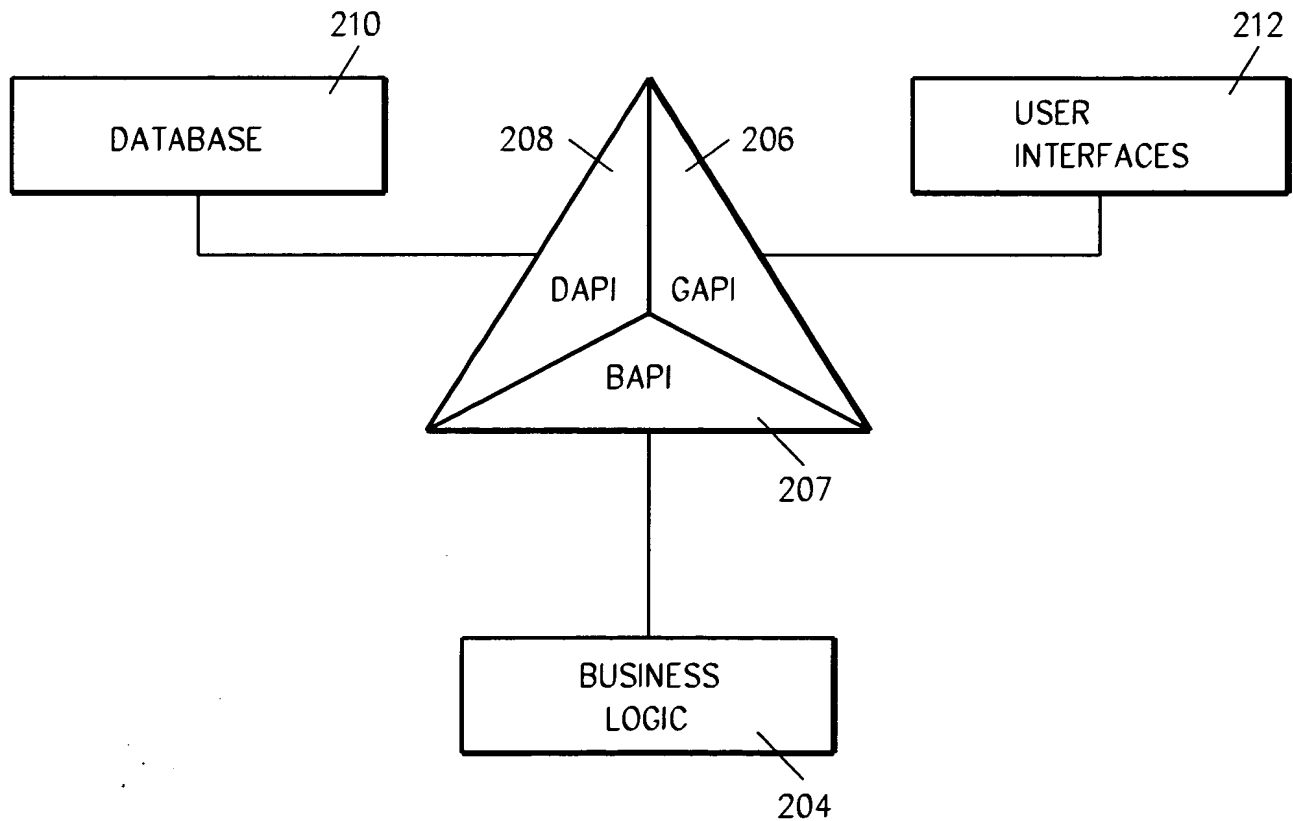 210
212
DATABASE
208
206
USER
INTERFACES
DAPI
GAPI
BAPI
207
BUSINESS
LOGIC
204